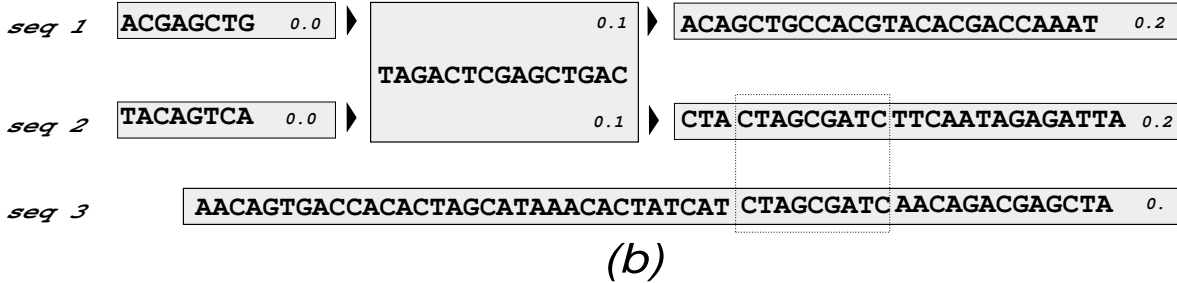 seq 1 ACGAGCTG 0.0 0.1 ACAGCTGCCACGTACACGACCAAAT 0.2
TAGACTCGAGCTGAC
seq 2 TACAGTCA 0.0 0.1 CTA CTAGCGATC TTCAATAGAGATTA 0.2
seq 3 AACAGTGACCACACTAGCATAAACACTATCAT CTAGCGATC AACAGACGAGCTA 0.
(b)